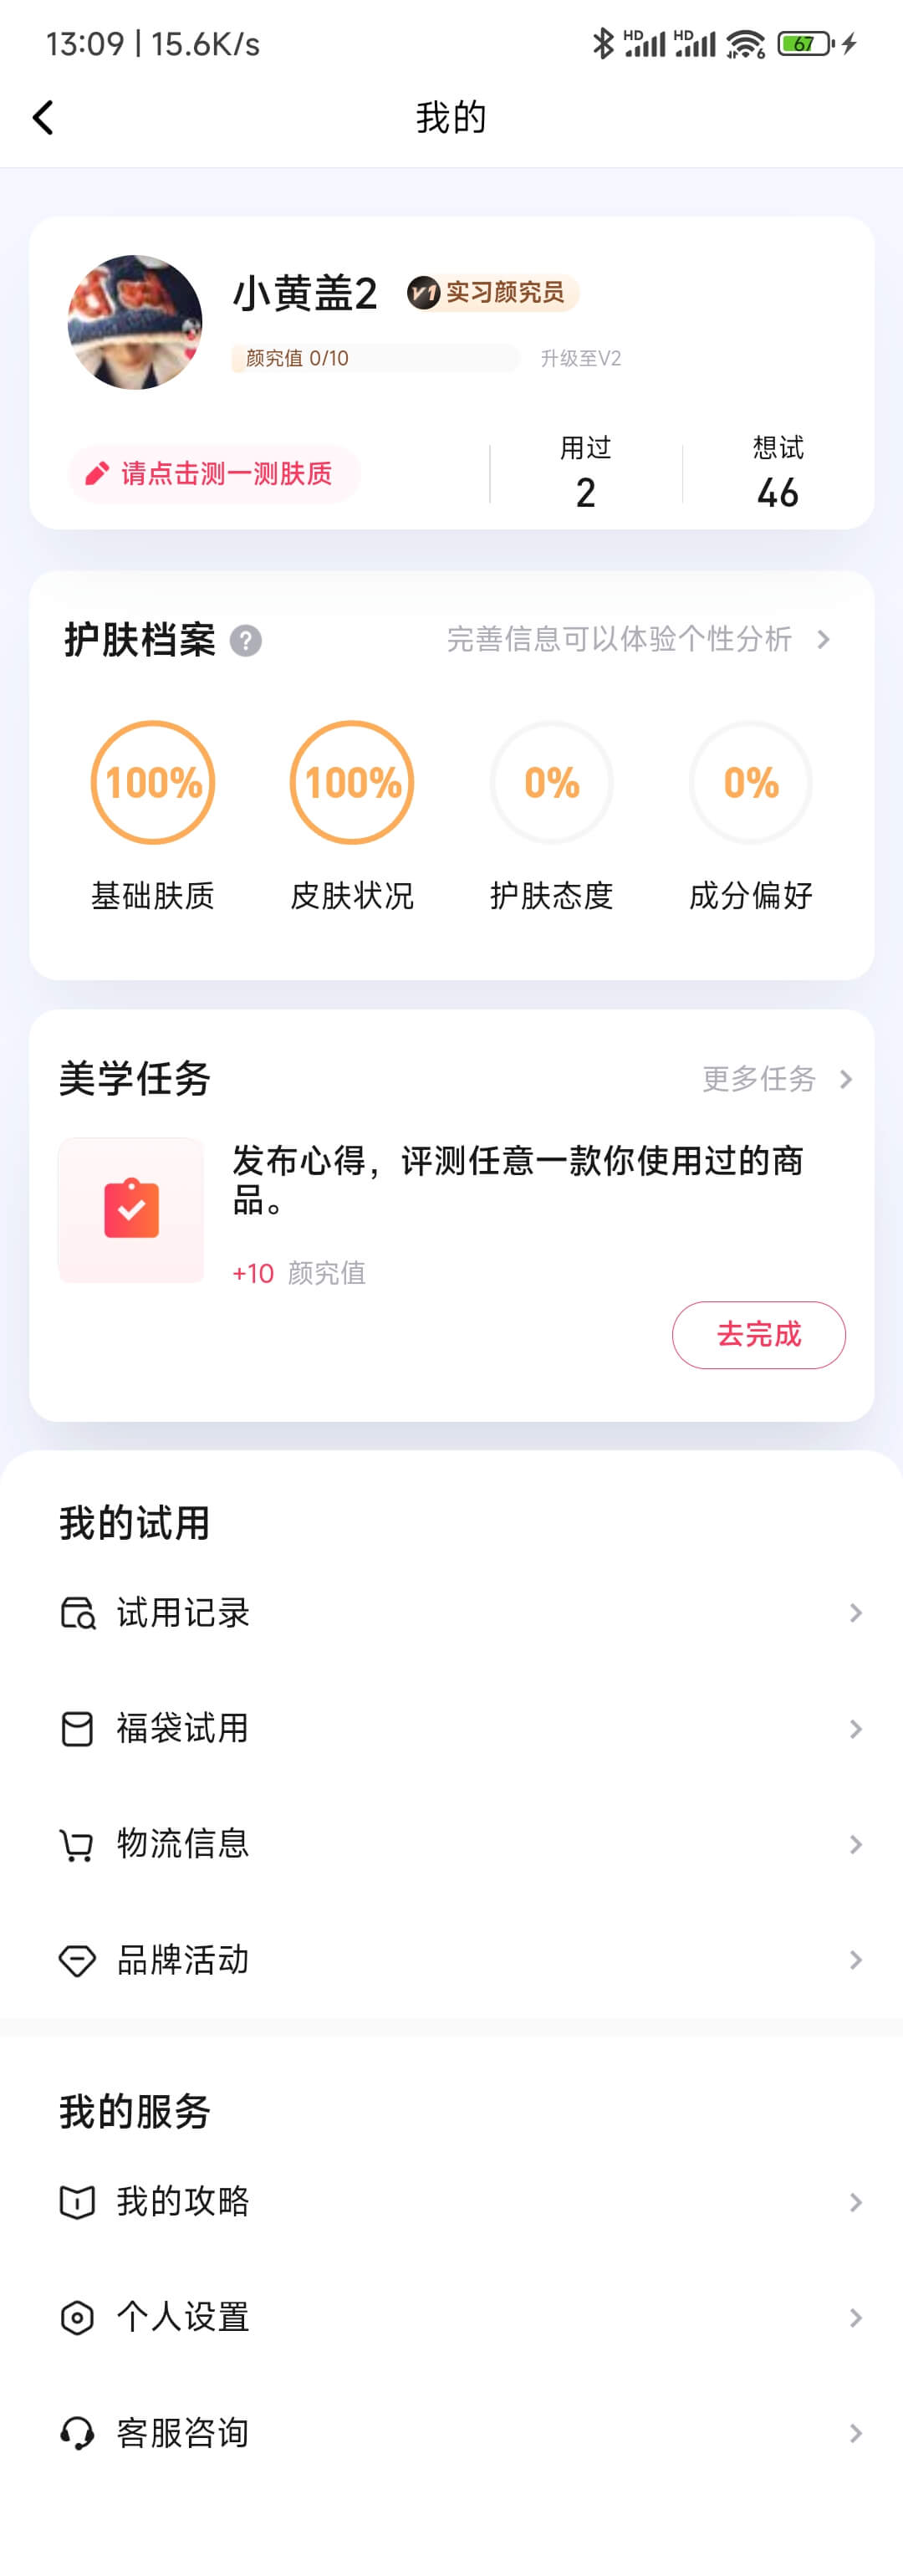 13:09 | 15.6K/s
HD HD 6 67
我的
小黄盖2 V1 实习颜究员
颜究值 0/10 升级至V2
请点击测一测肤质
用过 想试
2 46
护肤档案 ? 完善信息可以体验个性分析
100% 100% 0% 0%
基础肤质 皮肤状况 护肤态度 成分偏好
美学任务 更多任务
发布心得，评测任意一款你使用过的商
品。
+10 颜究值
去完成
我的试用
试用记录
福袋试用
物流信息
品牌活动
我的服务
我的攻略
个人设置
客服咨询